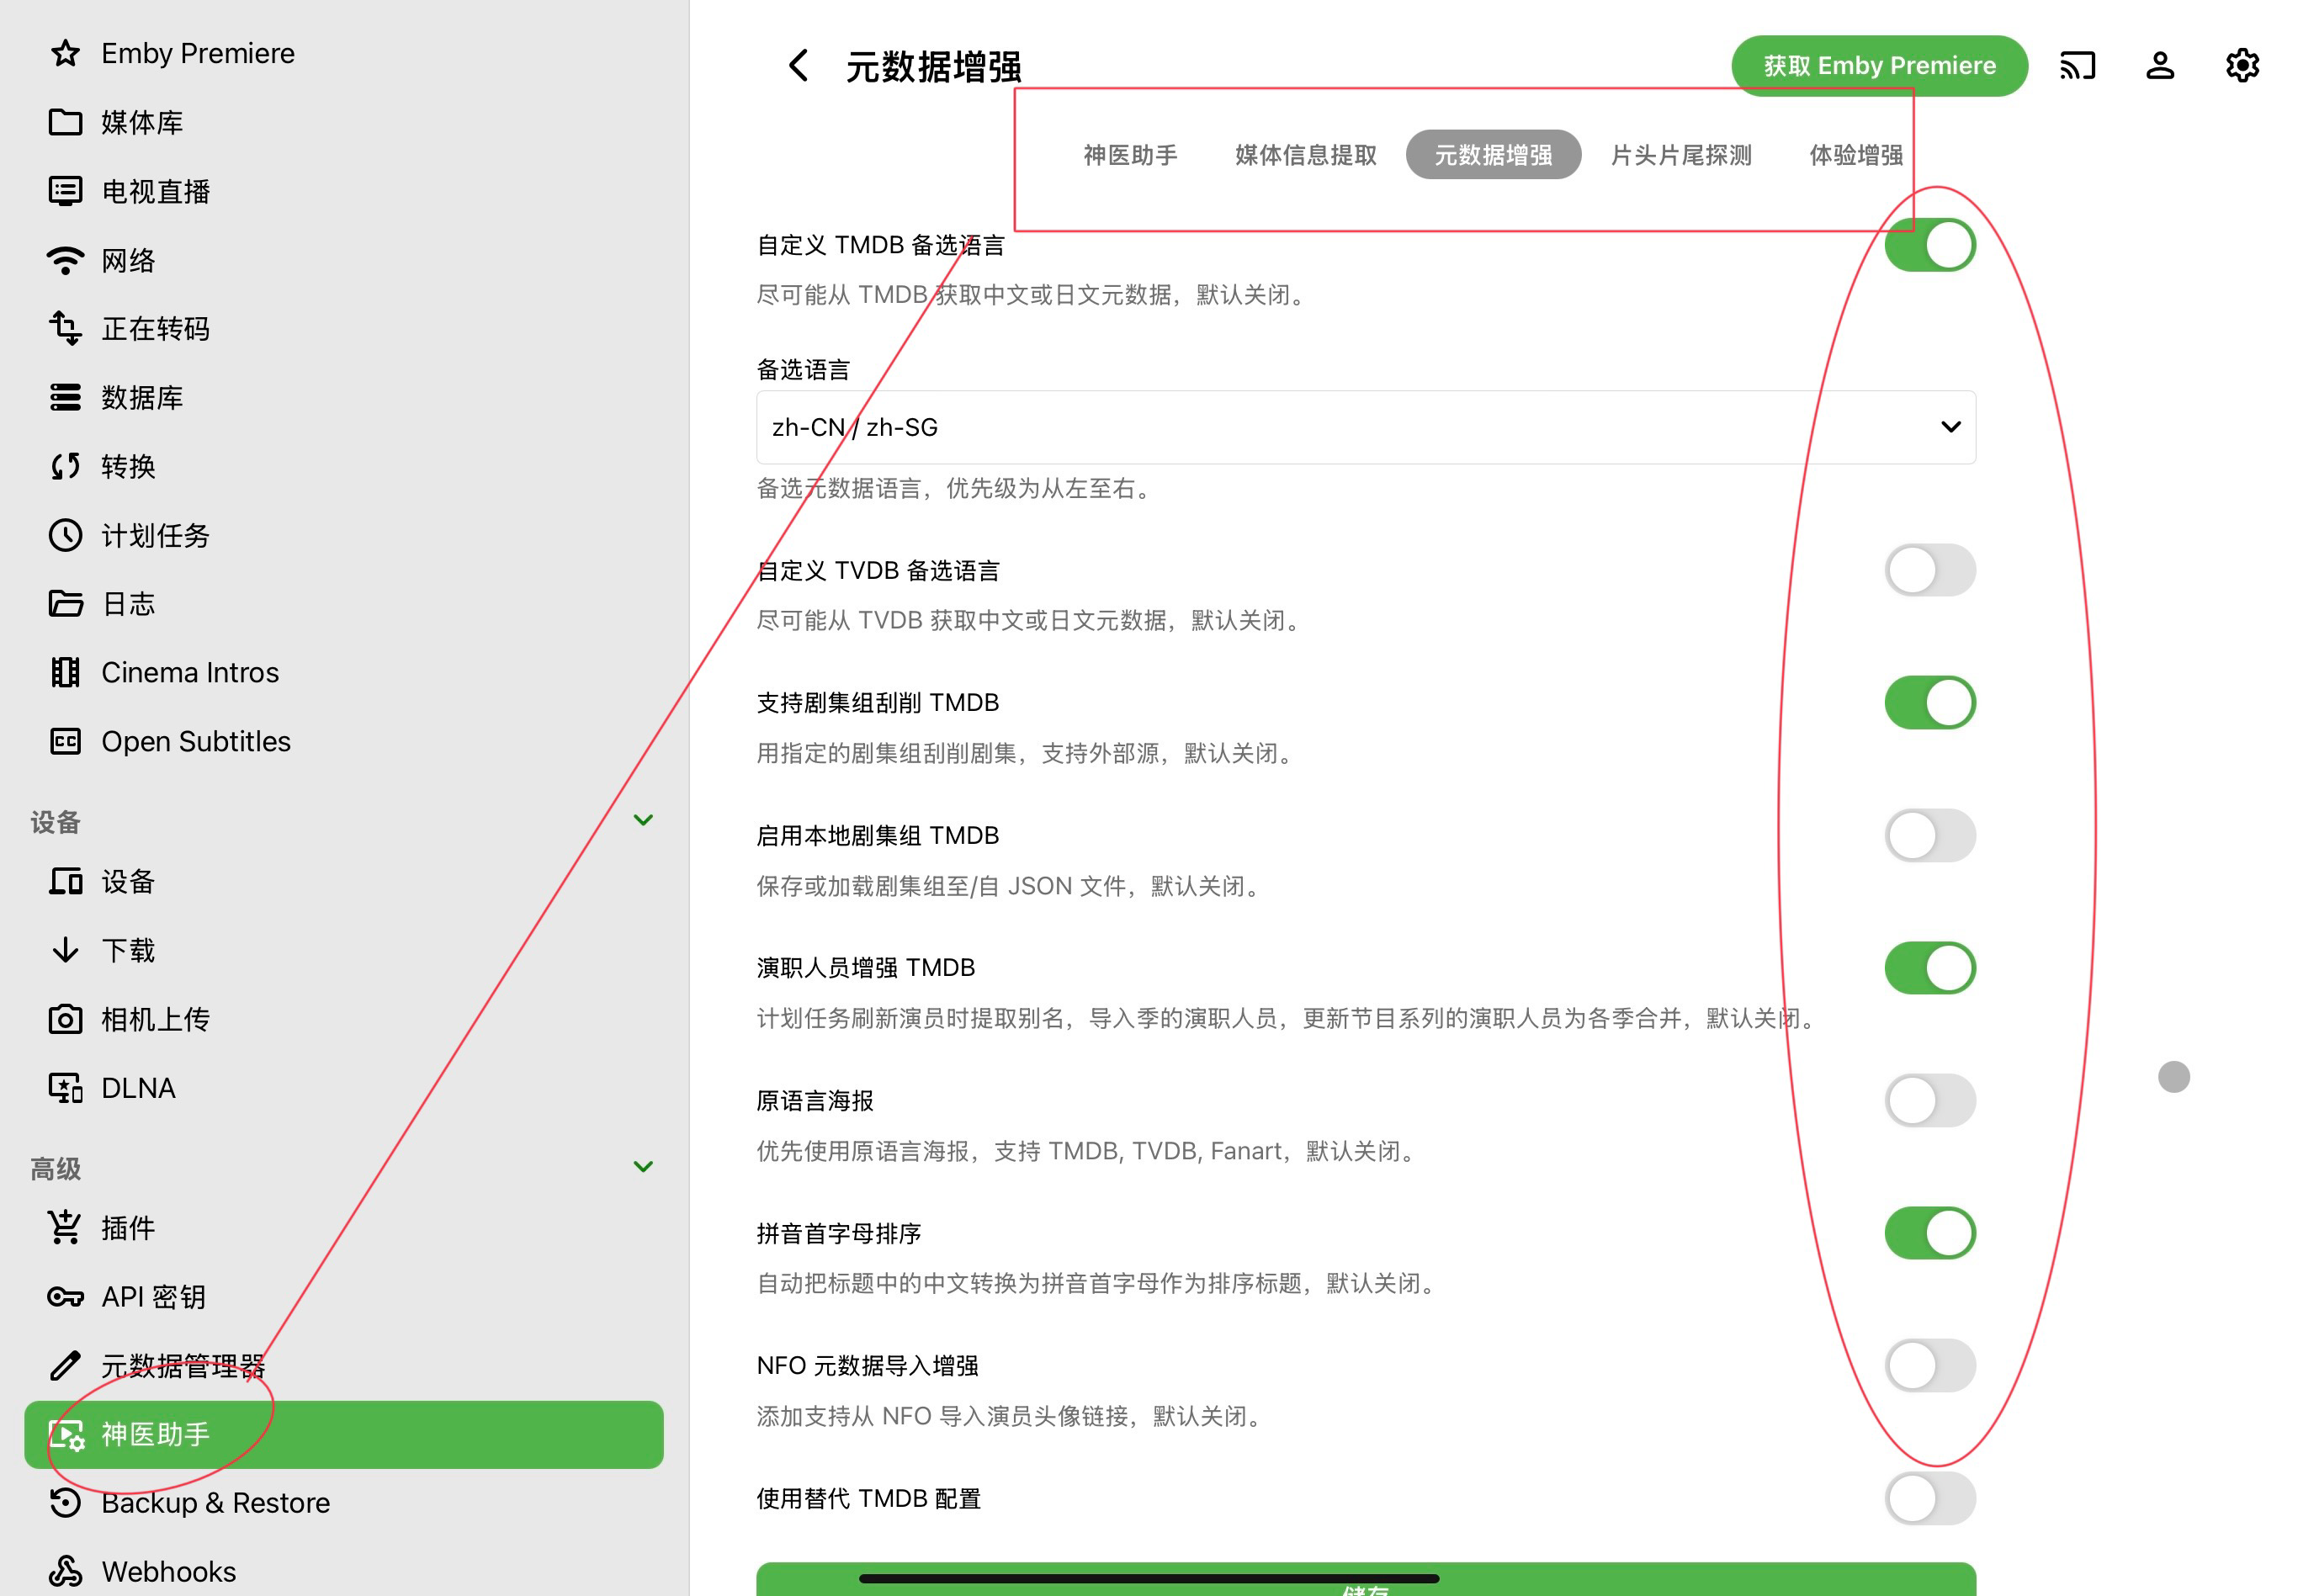 Emby Premiere
媒体库
电视直播
网络
正在转码
数据库
转换
计划任务
日志
Cinema Intros
CC
Open Subtitles
设备
设备
下载
相机上传
DLNA
高级
插件
API 密钥
元数据管理器
神医助手
Backup & Restore
Webhooks
元数据增强
获取 Emby Premiere
神医助手 媒体信息提取 元数据增强 片头片尾探测 体验增强
自定义 TMDB 备选语言
尽可能从 TMDB 获取中文或日文元数据，默认关闭。
备选语言
zh-CN / zh-SG
备选元数据语言，优先级为从左至右。
自定义 TVDB 备选语言
尽可能从 TVDB 获取中文或日文元数据，默认关闭。
支持剧集组刮削 TMDB
用指定的剧集组刮削剧集，支持外部源，默认关闭。
启用本地剧集组 TMDB
保存或加载剧集组至/自 JSON 文件，默认关闭。
演职人员增强 TMDB
计划任务刷新演员时提取别名，导入季的演职人员，更新节目系列的演职人员为各季合并，默认关闭。
原语言海报
优先使用原语言海报，支持 TMDB, TVDB, Fanart，默认关闭。
拼音首字母排序
自动把标题中的中文转换为拼音首字母作为排序标题，默认关闭。
NFO 元数据导入增强
添加支持从 NFO 导入演员头像链接，默认关闭。
使用替代 TMDB 配置
储存